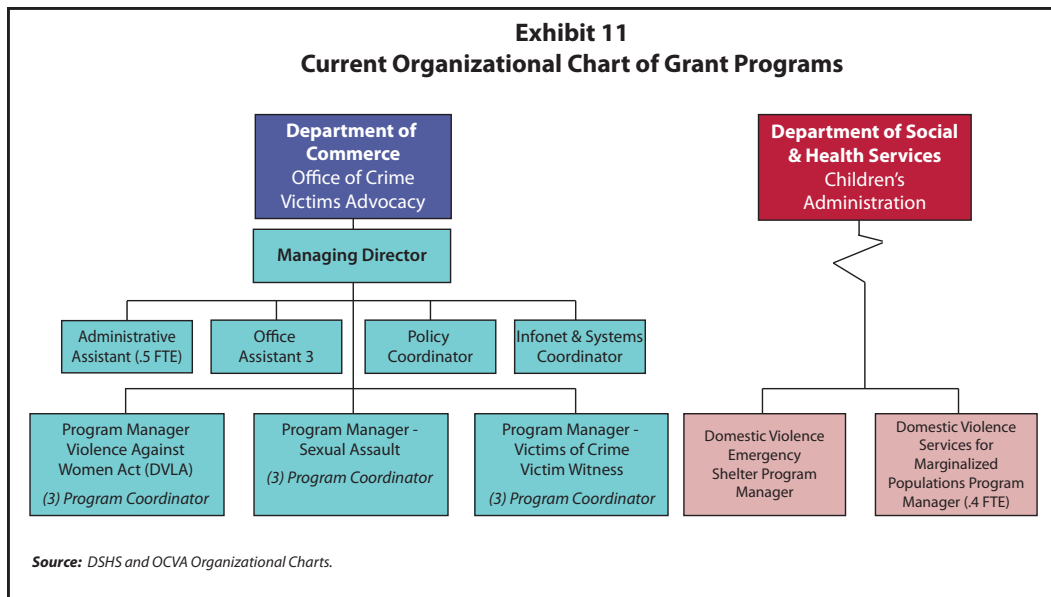 Exhibit 11
Current Organizational Chart of Grant Programs
Department of
Commerce
Office of Crime
Victims Advocacy
Department of Social
& Health Services
Children's
Administration
Managing Director
Administrative
Assistant (.5 FTE)
Office
Assistant 3
Policy
Coordinator
Infonet & Systems
Coordinator
Program Manager
Violence Against
Women Act (DVLA)
(3) Program Coordinator
Program Manager -
Sexual Assault
(3) Program Coordinator
Program Manager -
Victims of Crime
Victim Witness
(3) Program Coordinator
Domestic Violence
Emergency
Shelter Program
Manager
Domestic Violence
Services for
Marginalized
Populations Program
Manager (.4 FTE)
Source: DSHS and OCVA Organizational Charts.